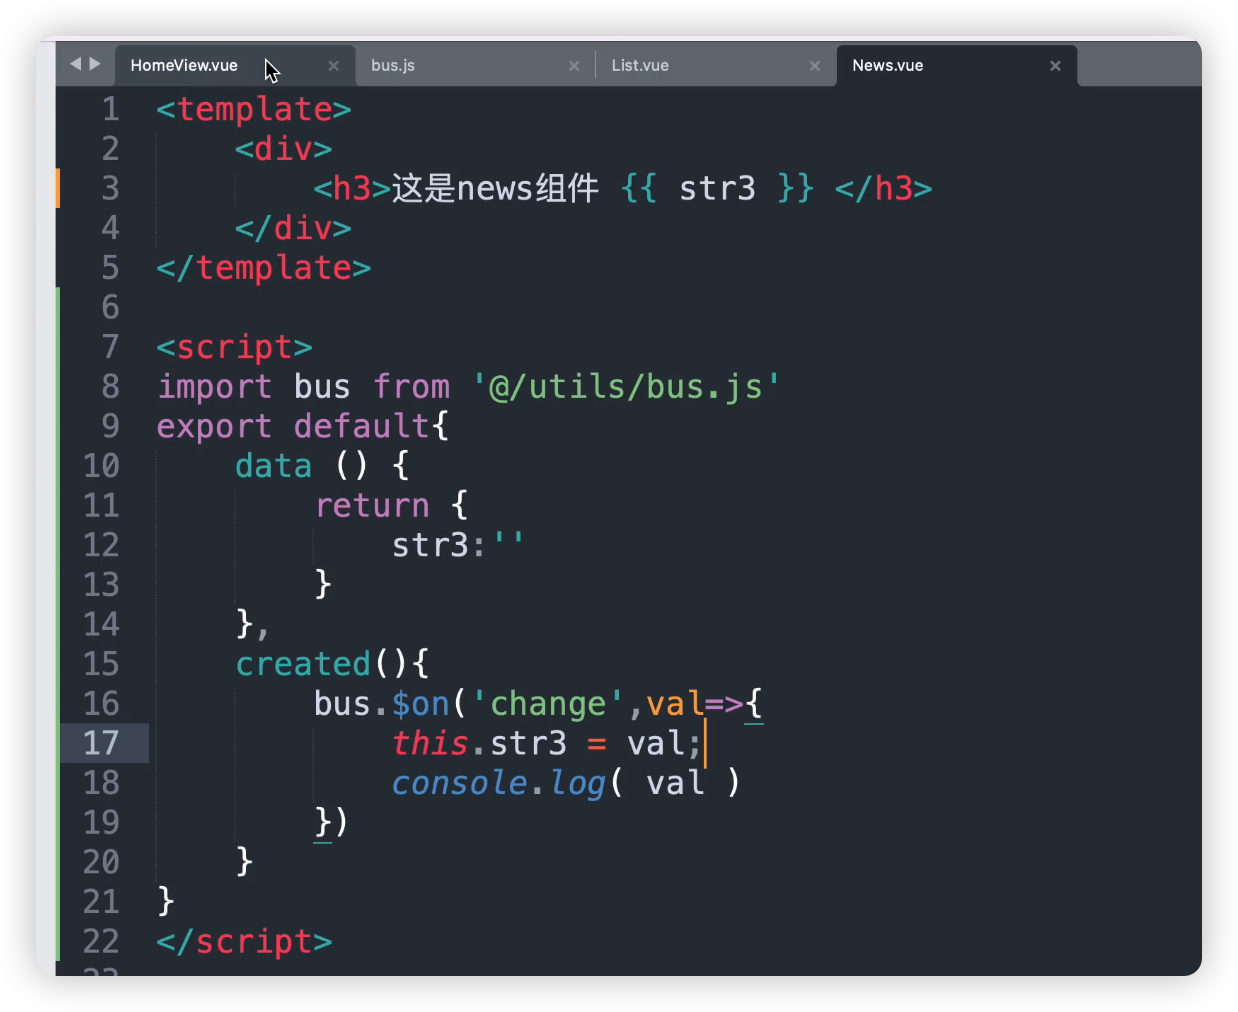 HomeView.vue × bus.js × List.vue × News.vue ×
1 <template>
2 <div>
3 <h3>这是news组件 {{ str3 }} </h3>
4 </div>
5 </template>
6
7 <script>
8 import bus from '@/utils/bus.js'
9 export default{
10 data () {
11 return {
12 str3:''
13 }
14 },
15 created(){
16 bus.$on('change',val=>{
17 this.str3 = val;
18 console.log( val )
19 })
20 }
21 }
22 </script>